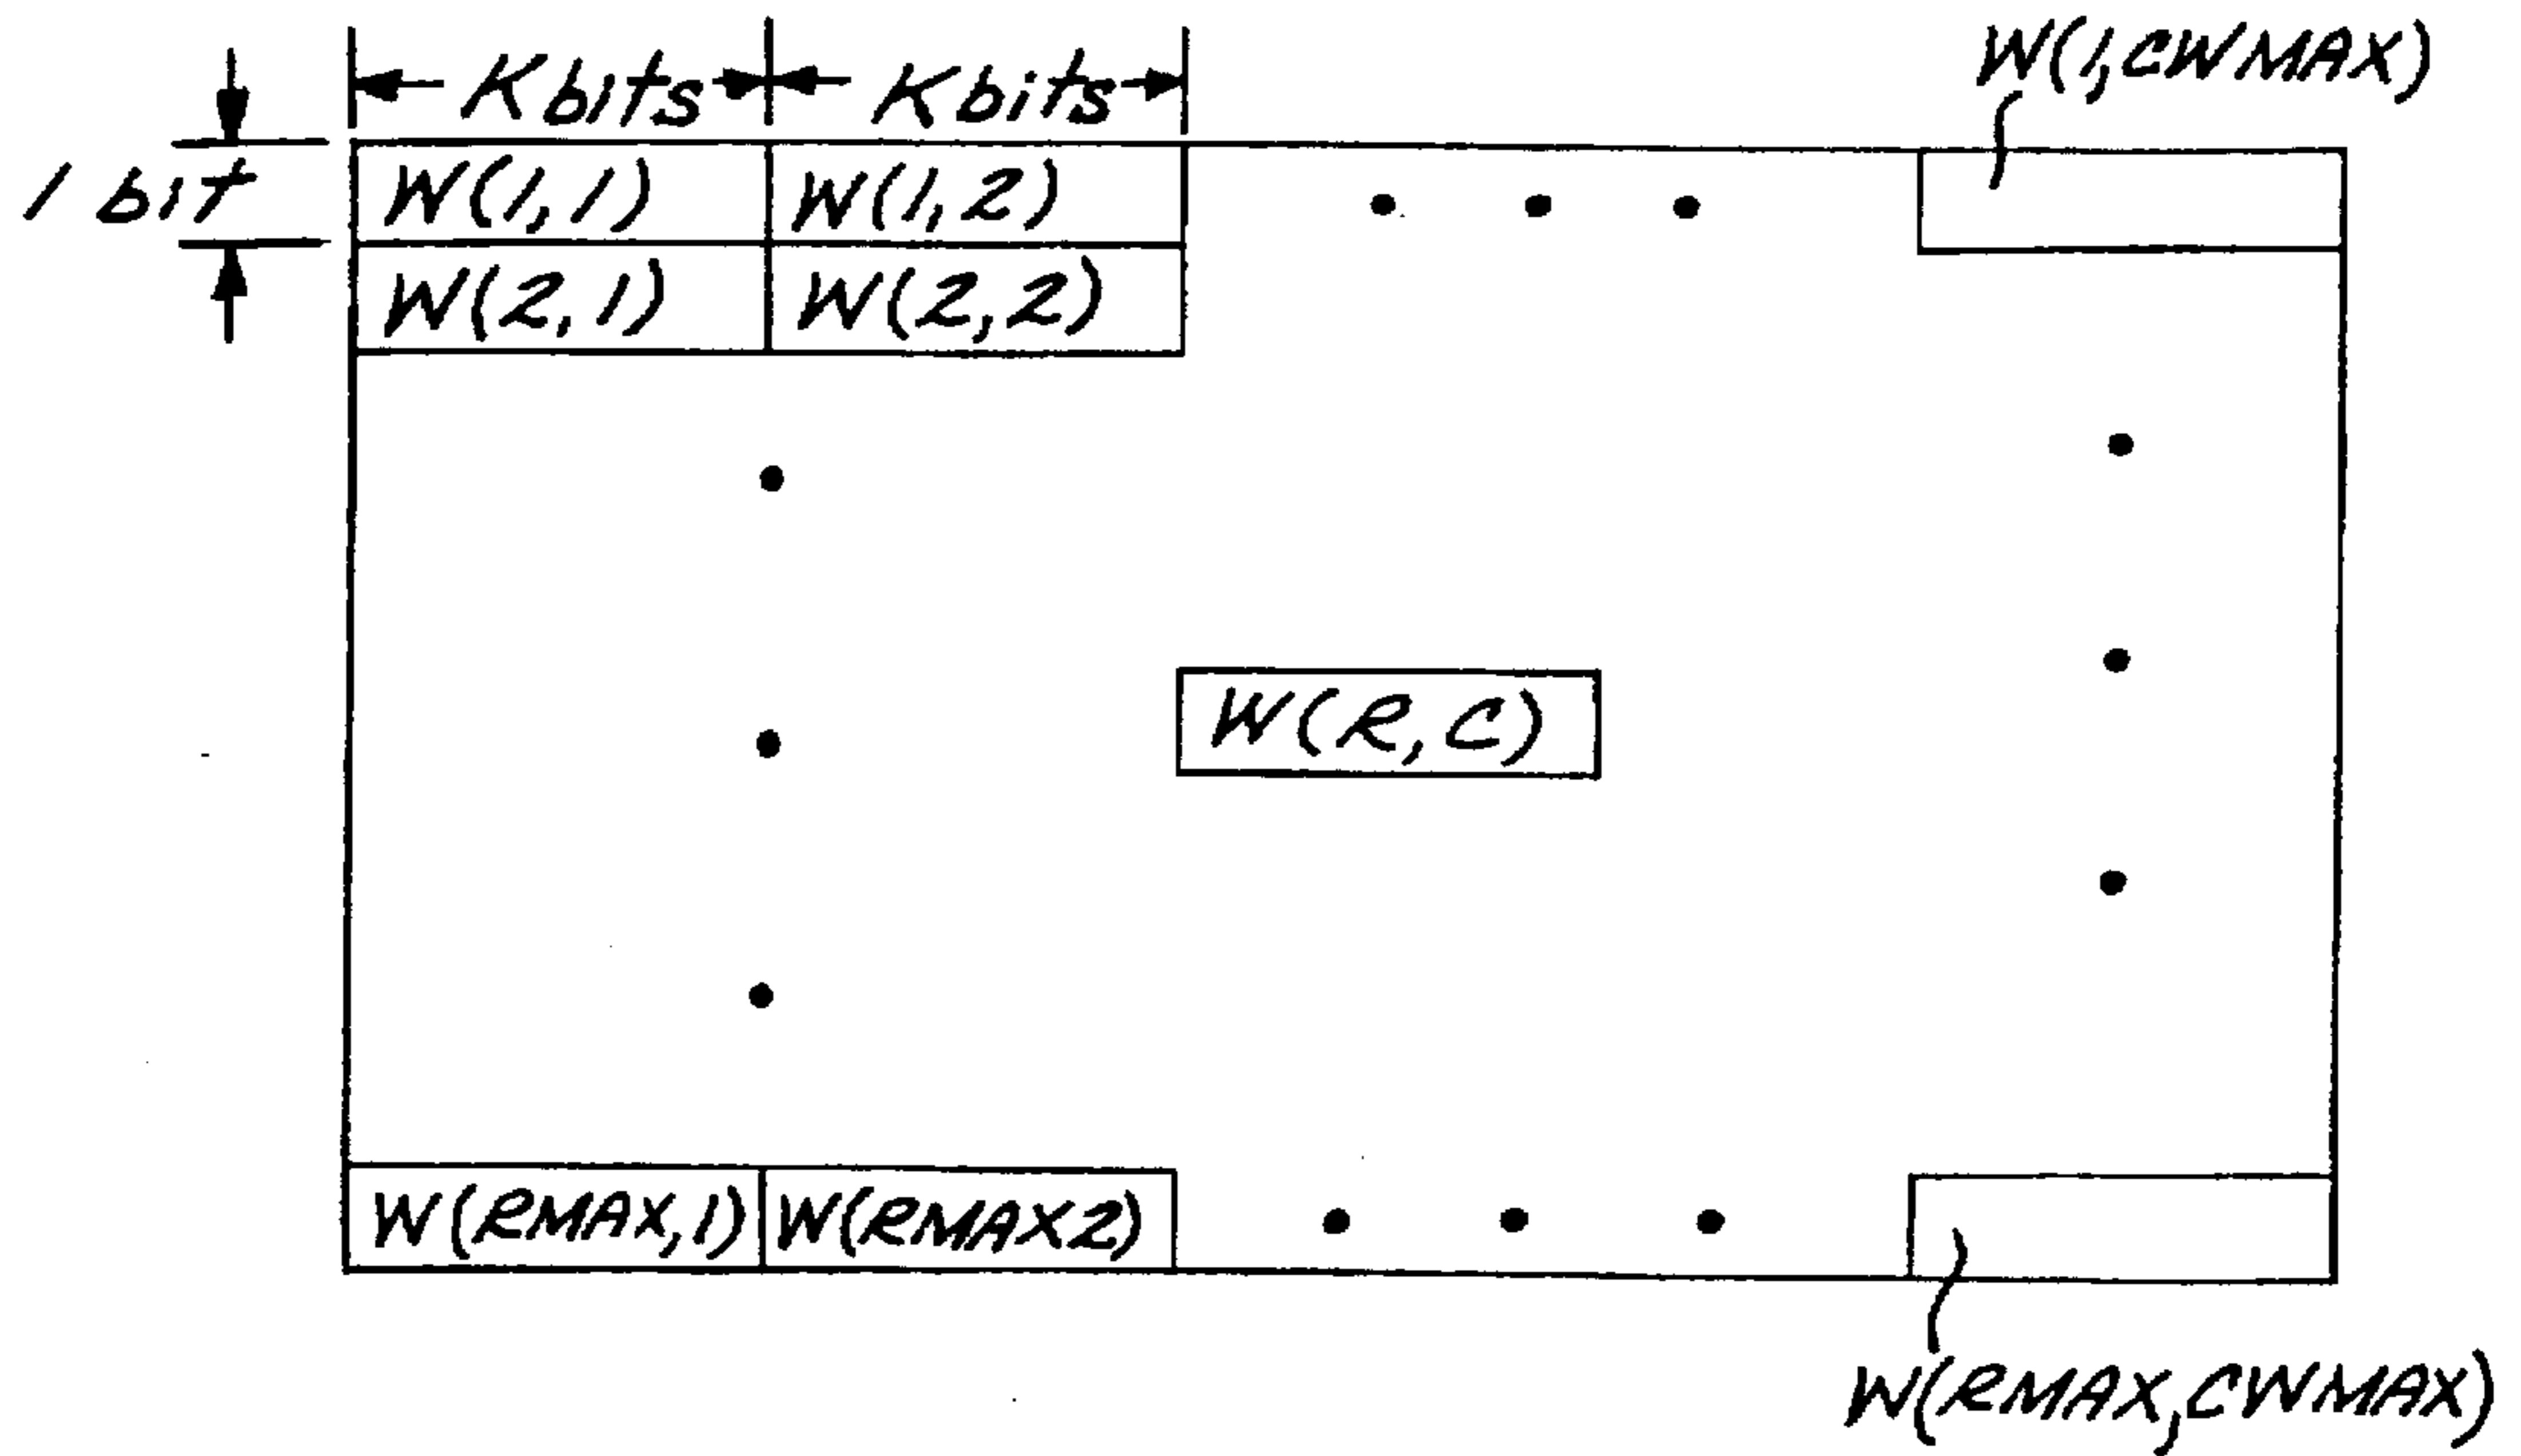 W(1,CWMAX)
Kbits Kbits
1 bit W(1,1) W(1,2)
W(2,1) W(2,2)
W(R,C)
W(RMAX,1) W(RMAX2)
W(RMAX,CWMAX)